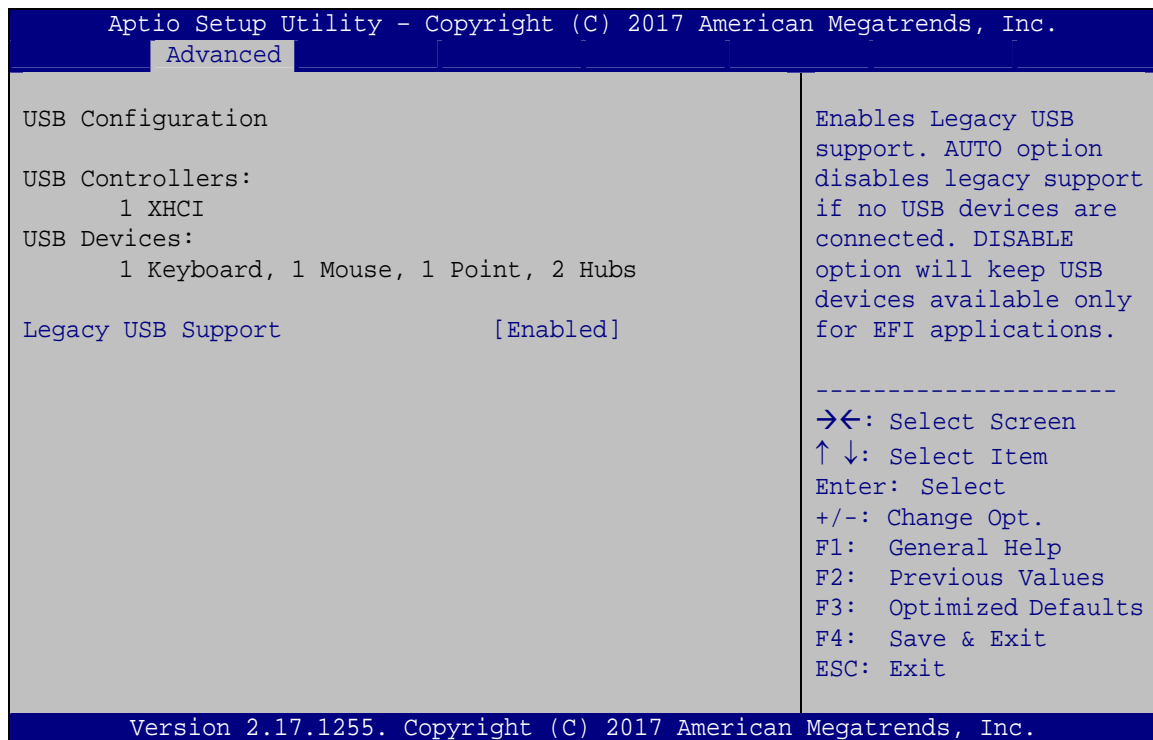 Aptio Setup Utility – Copyright (C) 2017 American Megatrends, Inc.
Advanced
USB Configuration
USB Controllers:
1 XHCI
USB Devices:
1 Keyboard, 1 Mouse, 1 Point, 2 Hubs
Legacy USB Support [Enabled]
Enables Legacy USB
support. AUTO option
disables legacy support
if no USB devices are
connected. DISABLE
option will keep USB
devices available only
for EFI applications.
---------------------
→←: Select Screen
↑ ↓: Select Item
Enter: Select
+/-: Change Opt.
F1: General Help
F2: Previous Values
F3: Optimized Defaults
F4: Save & Exit
ESC: Exit
Version 2.17.1255. Copyright (C) 2017 American Megatrends, Inc.